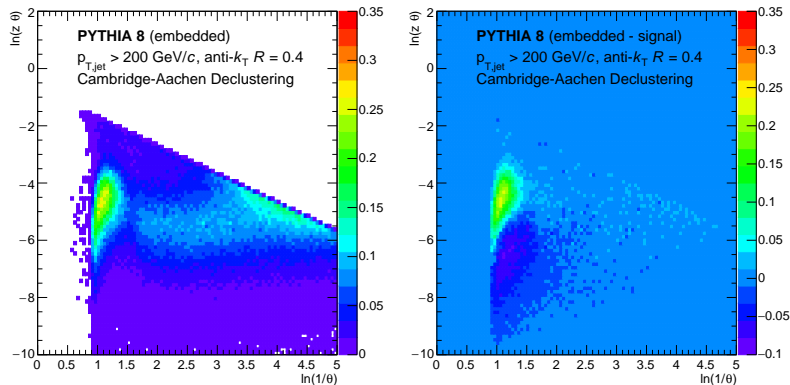 ln(z θ)
PYTHIA 8 (embedded)
p_T,jet > 200 GeV/c, anti-k_T R = 0.4
Cambridge-Aachen Declustering
2
0
−2
−4
−6
−8
−10
0 0.5 1 1.5 2 2.5 3 3.5 4 4.5 5
ln(1/θ)
0.35
0.3
0.25
0.2
0.15
0.1
0.05
0
ln(z θ)
PYTHIA 8 (embedded - signal)
p_T,jet > 200 GeV/c, anti-k_T R = 0.4
Cambridge-Aachen Declustering
2
0
−2
−4
−6
−8
−10
0 0.5 1 1.5 2 2.5 3 3.5 4 4.5 5
ln(1/θ)
0.35
0.3
0.25
0.2
0.15
0.1
0.05
0
−0.05
−0.1